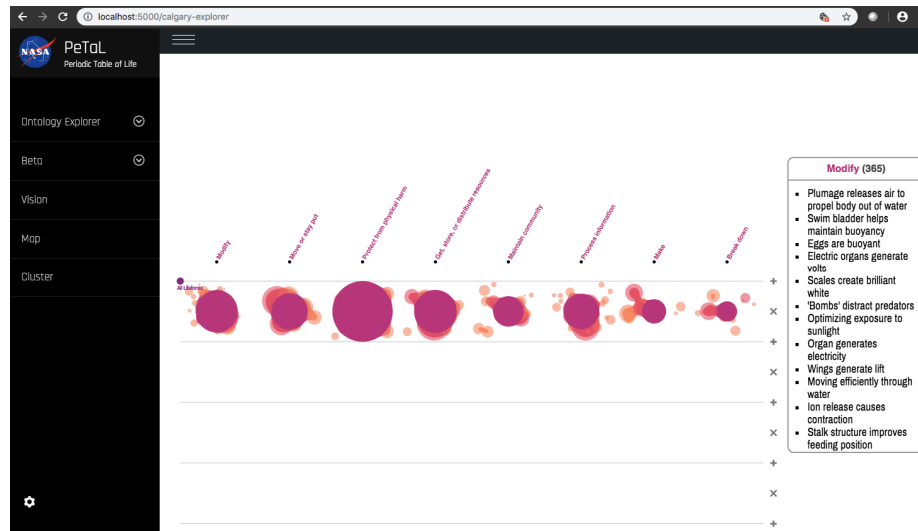 localhost:5000/calgary-explorer
NASA
PeTaL
Periodic Table of Life
Ontology Explorer
Beta
Vision
Map
Cluster
Modify
Move or stay put
Protect from physical harm
Get, store, or distribute resources
Maintain community
Process information
Make
Break down
All Lifeforms
Modify (365)
Plumage releases air to
propel body out of water
Swim bladder helps
maintain buoyancy
Eggs are buoyant
Electric organs generate
volts
Scales create brilliant
white
'Bombs' distract predators
Optimizing exposure to
sunlight
Organ generates
electricity
Wings generate lift
Moving efficiently through
water
Ion release causes
contraction
Stalk structure improves
feeding position